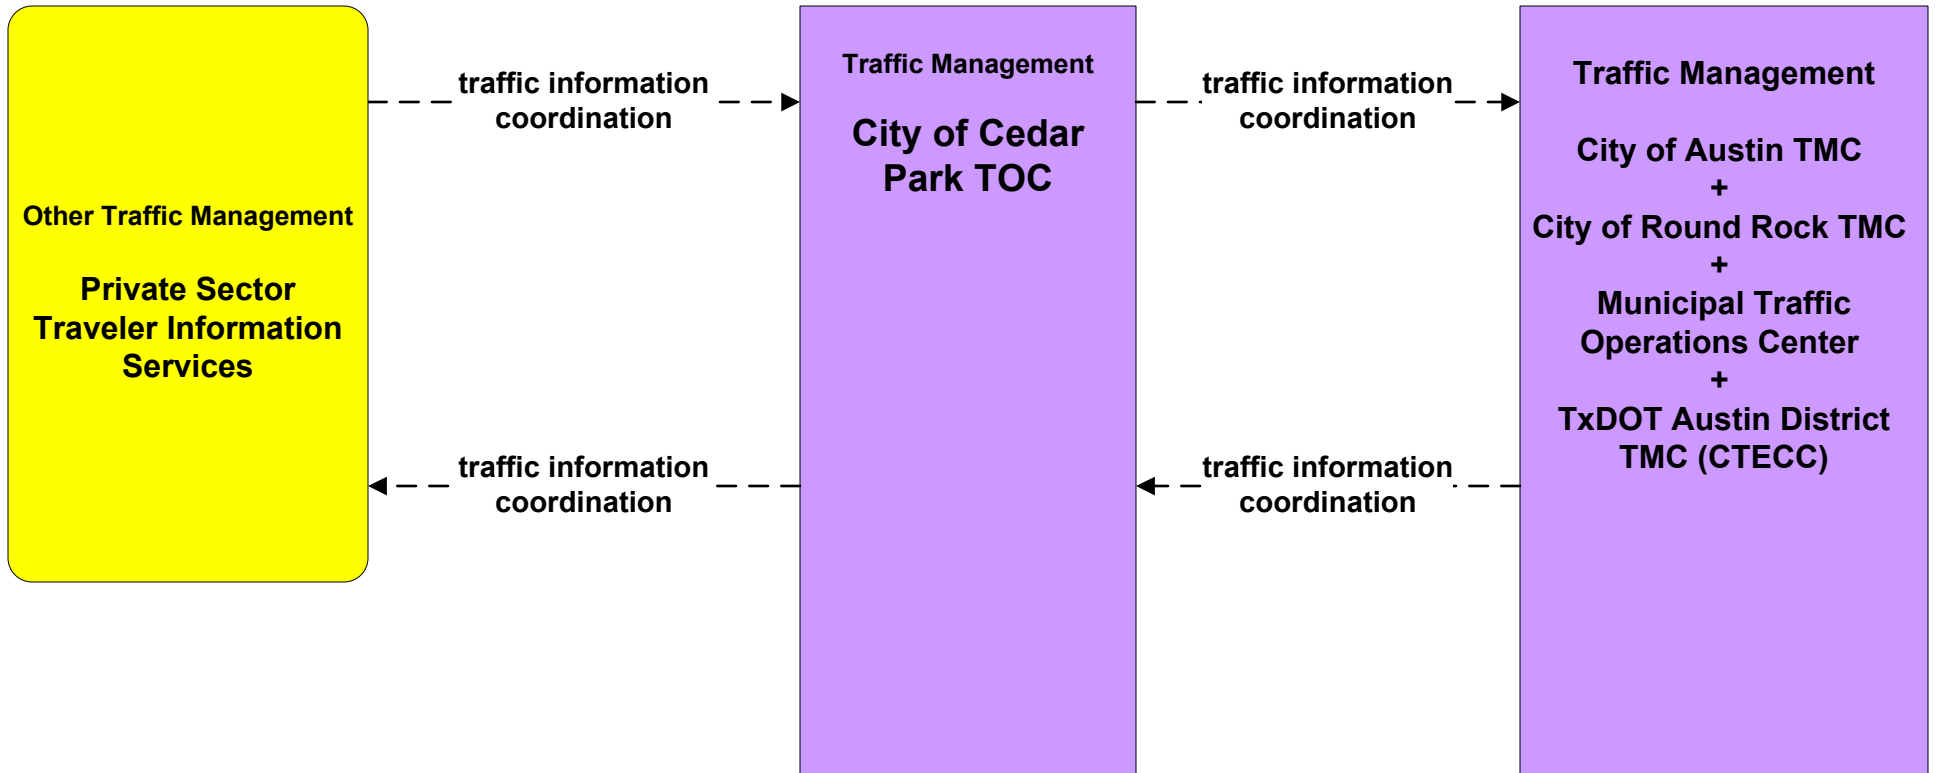 Other Traffic Management
Private Sector
Traveler Information
Services
traffic information
coordination
traffic information
coordination
Traffic Management
City of Cedar
Park TOC
traffic information
coordination
traffic information
coordination
Traffic Management
City of Austin TMC
+
City of Round Rock TMC
+
Municipal Traffic
Operations Center
+
TxDOT Austin District
TMC (CTECC)